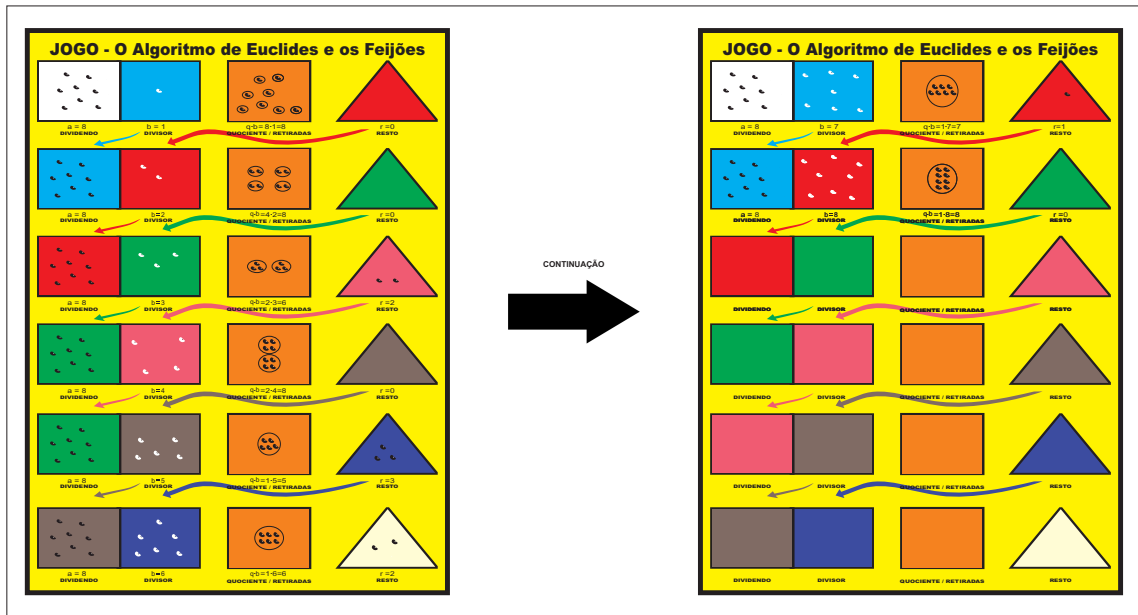 JOGO - O Algoritmo de Euclides e os Feijões
a = 8 b = 1 q·b=8·1=8 r=0
DIVIDENDO DIVISOR QUOCIENTE / RETIRADAS RESTO
a = 8 b=2 q·b=4·2=8 r=0
DIVIDENDO DIVISOR QUOCIENTE / RETIRADAS RESTO
a = 8 b=3 q·b=2·3=6 r=2
DIVIDENDO DIVISOR QUOCIENTE / RETIRADAS RESTO
a = 8 b=4 q·b=2·4=8 r=0
DIVIDENDO DIVISOR QUOCIENTE / RETIRADAS RESTO
a = 8 b=5 q·b=1·5=5 r=3
DIVIDENDO DIVISOR QUOCIENTE / RETIRADAS RESTO
a = 8 b=6 q·b=1·6=6 r=2
DIVIDENDO DIVISOR QUOCIENTE / RETIRADAS RESTO
CONTINUAÇÃO
JOGO - O Algoritmo de Euclides e os Feijões
a = 8 b = 7 q·b=1·7=7 r=1
DIVIDENDO DIVISOR QUOCIENTE / RETIRADAS RESTO
a = 8 b=8 q·b=1·8=8 r=0
DIVIDENDO DIVISOR QUOCIENTE / RETIRADAS RESTO
DIVIDENDO DIVISOR QUOCIENTE / RETIRADAS RESTO
DIVIDENDO DIVISOR QUOCIENTE / RETIRADAS RESTO
DIVIDENDO DIVISOR QUOCIENTE / RETIRADAS RESTO
DIVIDENDO DIVISOR QUOCIENTE / RETIRADAS RESTO